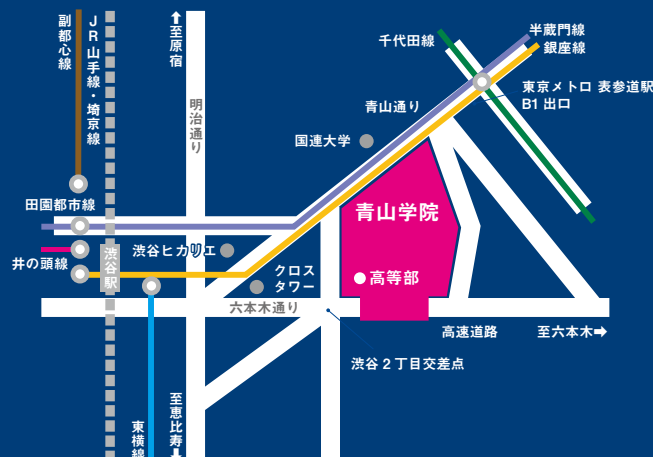 副都心線
JR山手線・埼京線
⬆至原宿
明治通り
千代田線
半蔵門線
銀座線
東京メトロ 表参道駅
B1 出口
青山通り
国連大学
青山学院
高等部
田園都市線
渋谷ヒカリエ
井の頭線
渋谷駅
クロス
タワー
六本木通り
高速道路
至六本木➡
渋谷2丁目交差点
東横線
至恵比寿⬇